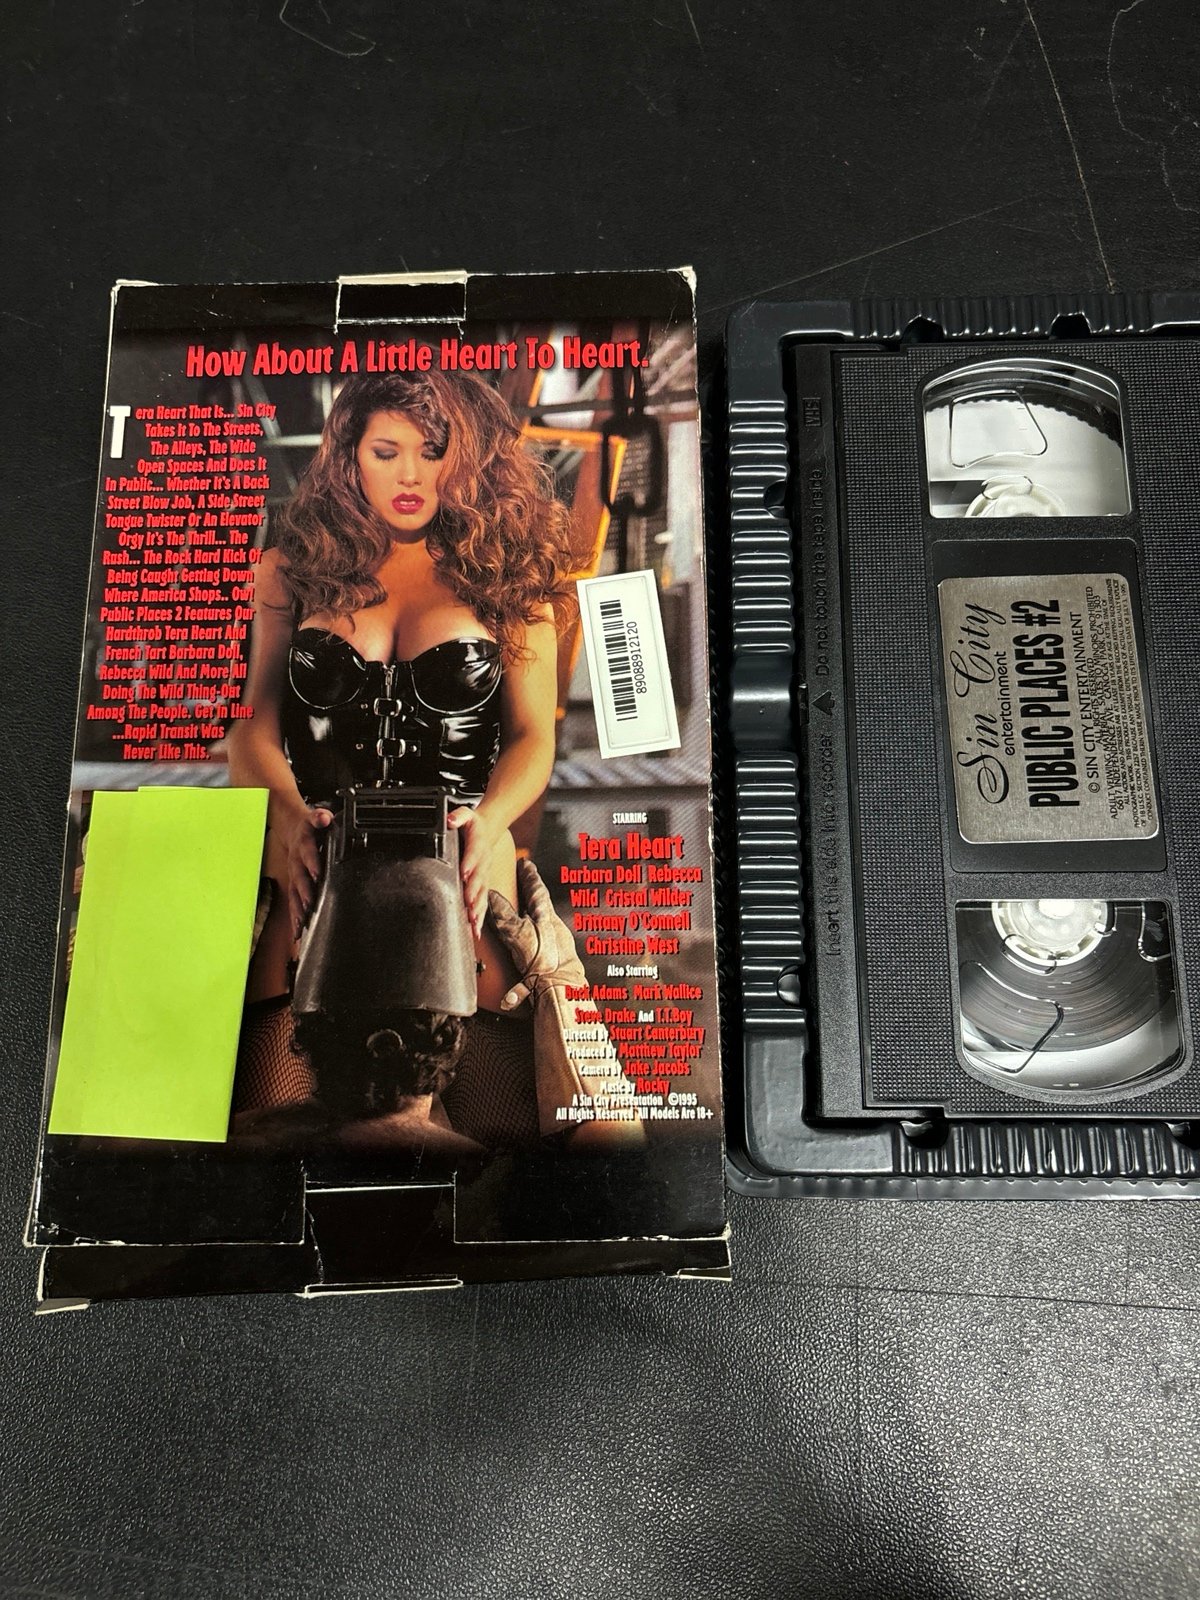 How About A Little Heart To Heart.
Tera Heart That Is... Sin City
Takes It To The Streets,
The Alleys, The Wide
Open Spaces And Does It
In Public... Whether It's A Back
Street Blow Job, A Side Street
Tongue Twister Or An Elevator
Orgy It's The Thrill... The
Rush... The Rock Hard Kick Of
Being Caught Getting Down
Where America Shops.. Ow!
Public Places 2 Features Our
Hardthrob Tera Heart And
French Tart Barbara Doll,
Rebecca Wild And More All
Doing The Wild Thing-Out
Among The People. Get in Line
...Rapid Transit Was
Never Like This.
89088912120
STARRING
Tera Heart
Barbara Doll Rebecca
Wild Cristal Wilder
Brittany O'Connell
Christine West
Also Starring
Buck Adams Mark Wallice
Steve Drake And T.T.Boy
Directed By Stuart Canterbury
Produced By Matthew Taylor
Camera By Jake Jacobs
Music By Rocky
A Sin City Presentation ©1995
All Rights Reserved All Models Are 18+
VHS
Insert this side into recorder Do not touch the tape inside
Sin City
entertainment
PUBLIC PLACES #2
© SIN CITY ENTERTAINMENT